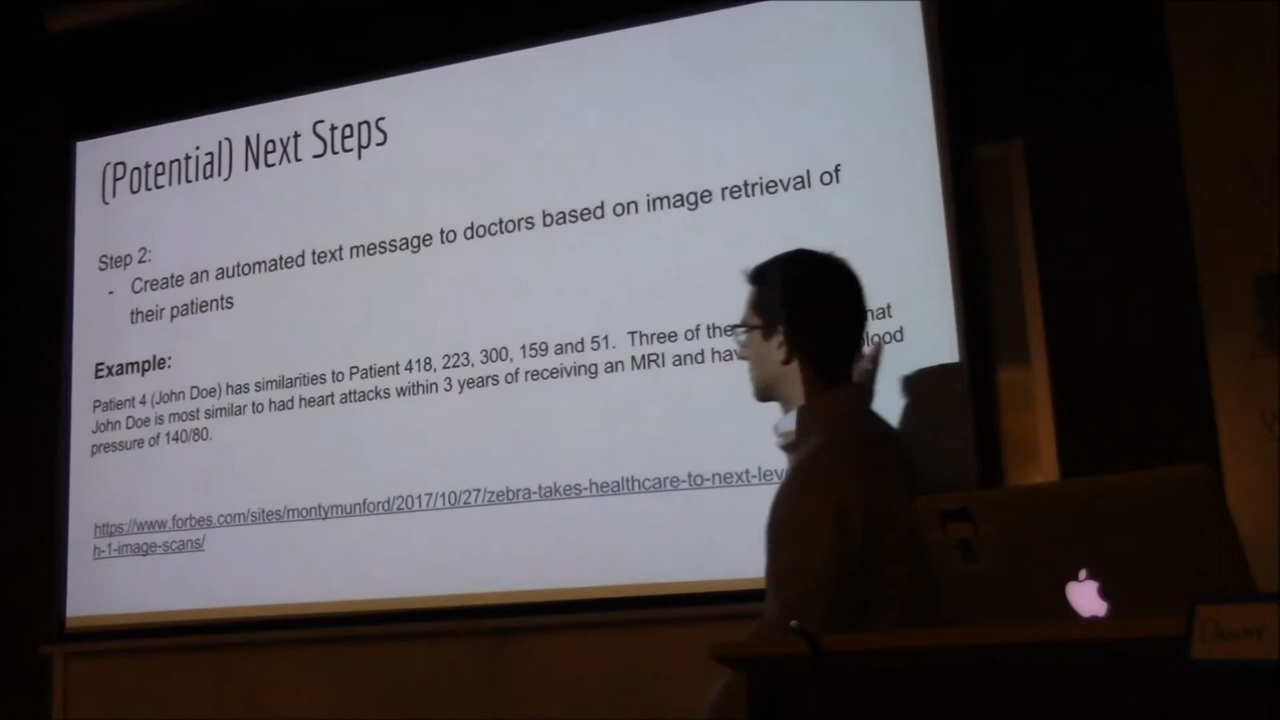 (Potential) Next Steps
Step 2:
- Create an automated text message to doctors based on image retrieval of
their patients
Example:
Patient 4 (John Doe) has similarities to Patient 418, 223, 300, 159 and 51. Three of the
John Doe is most similar to had heart attacks within 3 years of receiving an MRI and
pressure of 140/80.
https://www.forbes.com/sites/montymunford/2017/10/27/zebra-takes-healthcare-to-next-lev
h-1-image-scans/